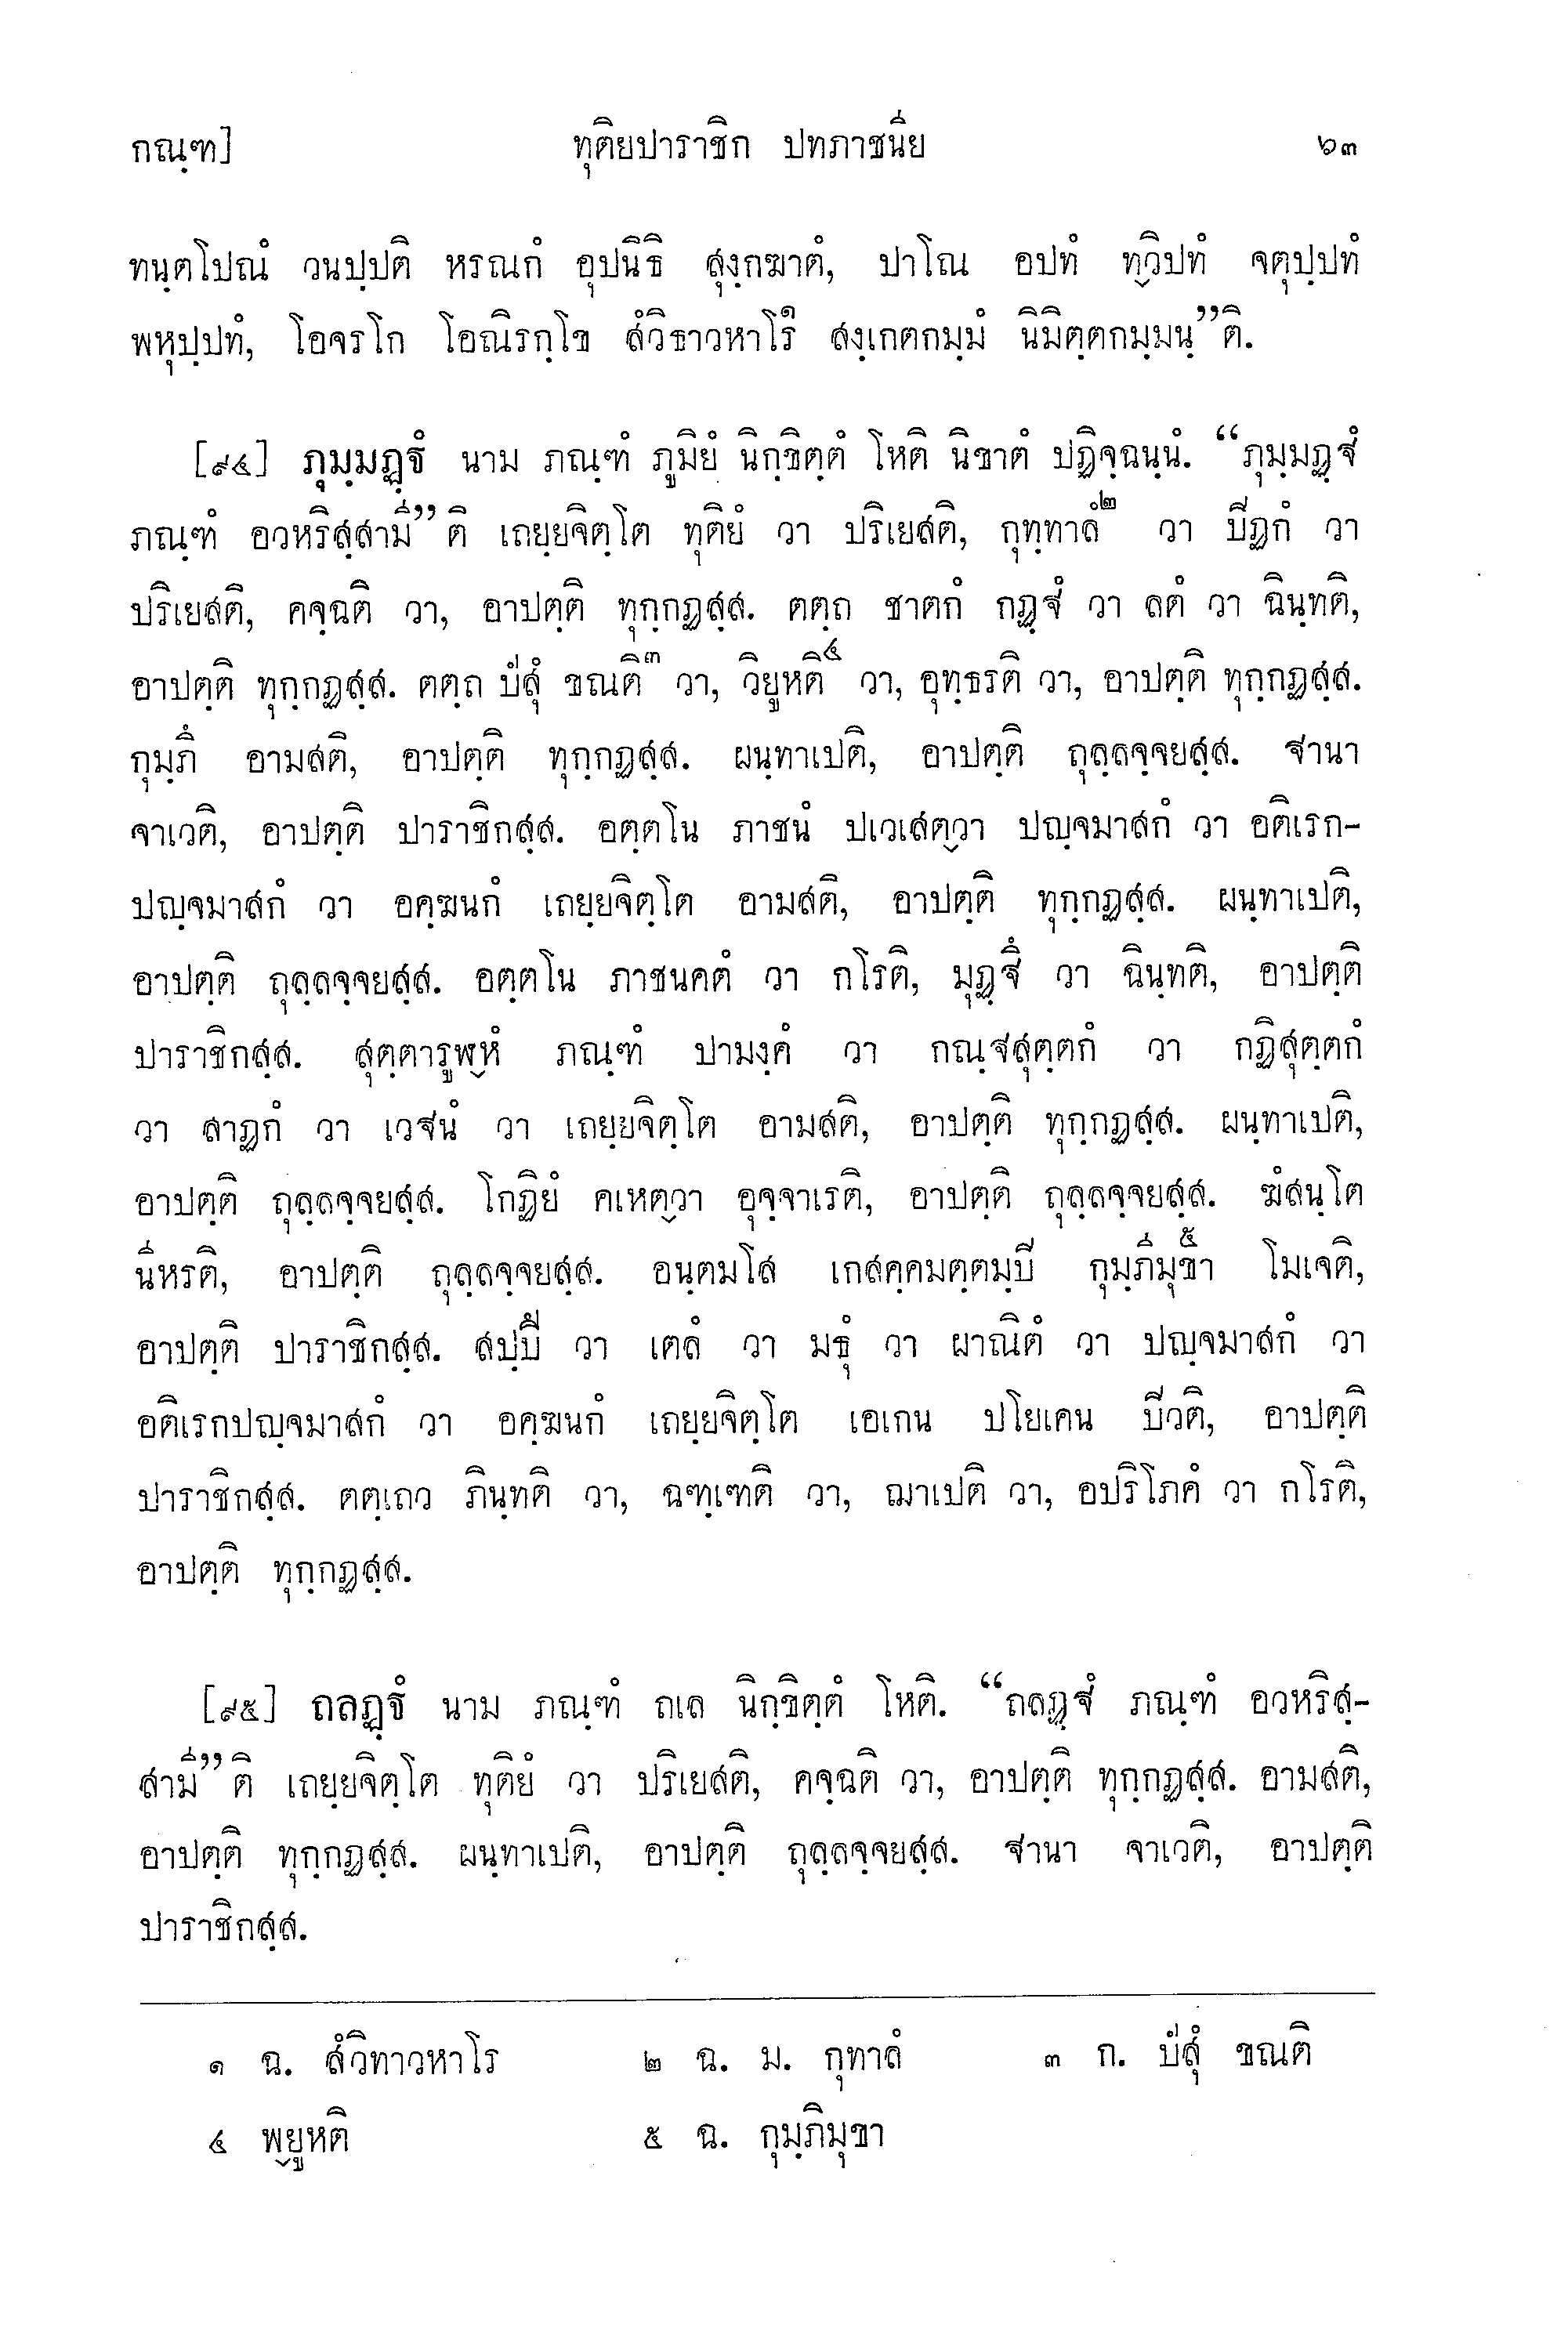 กณฺฑ] ทุติยปาราชิก ปทภาชนีย ๖๓
ทนฺตโปณํ วนปฺปติ หรณกํ อุปนิธิ สุงฺกฆาตํ, ปาโณ อปทํ ทฺวิปทํ จตุปฺปทํ
พหุปฺปทํ, โอจรโก โอณิรกฺโข สํวิธาวหาโร๑ สงฺเกตกมฺมํ นิมิตฺตกมฺมนฺ”ติ.
[๙๔] ภุมฺมฏฺฐํ นาม ภณฺฑํ ภูมิยํ นิกฺขิตฺตํ โหติ นิขาตํ ปฏิจฺฉนฺนํ. “ภุมฺมฏฺฐํ
ภณฺฑํ อวหริสฺสามี”ติ เถยฺยจิตฺโต ทุติยํ วา ปริเยสติ, กุทฺทาลํ๒ วา ปิฏกํ วา
ปริเยสติ, คจฺฉติ วา, อาปตฺติ ทุกฺกฏสฺส. ตตฺถ ชาตกํ กฏฺฐํ วา ลตํ วา ฉินฺทติ,
อาปตฺติ ทุกฺกฏสฺส. ตตฺถ ปํสุํ ขณติ๓ วา, วิยูหติ๔ วา, อุทฺธรติ วา, อาปตฺติ ทุกฺกฏสฺส.
กุมฺภึ อามสติ, อาปตฺติ ทุกฺกฏสฺส. ผนฺทาเปติ, อาปตฺติ ถุลฺลจฺจยสฺส. ฐานา
จาเวติ, อาปตฺติ ปาราชิกสฺส. อตฺตโน ภาชนํ ปเวเสตฺวา ปญฺจมาสกํ วา อติเรก-
ปญฺจมาสกํ วา อคฺฆนกํ เถยฺยจิตฺโต อามสติ, อาปตฺติ ทุกฺกฏสฺส. ผนฺทาเปติ,
อาปตฺติ ถุลฺลจฺจยสฺส. อตฺตโน ภาชนคตํ วา กโรติ, มุฏฺฐึ วา ฉินฺทติ, อาปตฺติ
ปาราชิกสฺส. สุตฺตารูฬฺหํ ภณฺฑํ ปามงฺคํ วา กณฺฐสุตฺตกํ วา กฏิสุตฺตกํ
วา สาฏกํ วา เวฐนํ วา เถยฺยจิตฺโต อามสติ, อาปตฺติ ทุกฺกฏสฺส. ผนฺทาเปติ,
อาปตฺติ ถุลฺลจฺจยสฺส. โกฏิยํ คเหตฺวา อุจฺจาเรติ, อาปตฺติ ถุลฺลจฺจยสฺส. ฆํสนฺโต
นีหรติ, อาปตฺติ ถุลฺลจฺจยสฺส. อนฺตมโส เกสคฺคมตฺตมฺปิ กุมฺภิมุขา๕ โมเจติ,
อาปตฺติ ปาราชิกสฺส. สปฺปึ วา เตลํ วา มธุํ วา ผาณิตํ วา ปญฺจมาสกํ วา
อติเรกปญฺจมาสกํ วา อคฺฆนกํ เถยฺยจิตฺโต เอเกน ปโยเคน ปิวติ, อาปตฺติ
ปาราชิกสฺส. ตตฺเถว ภินฺทติ วา, ฉฑฺเฑติ วา, ฌาเปติ วา, อปริโภคํ วา กโรติ,
อาปตฺติ ทุกฺกฏสฺส.
[๙๕] ถลฏฺฐํ นาม ภณฺฑํ ถเล นิกฺขิตฺตํ โหติ. “ถลฏฺฐํ ภณฺฑํ อวหริสฺ-
สามี”ติ เถยฺยจิตฺโต ทุติยํ วา ปริเยสติ, คจฺฉติ วา, อาปตฺติ ทุกฺกฏสฺส. อามสติ,
อาปตฺติ ทุกฺกฏสฺส. ผนฺทาเปติ, อาปตฺติ ถุลฺลจฺจยสฺส. ฐานา จาเวติ, อาปตฺติ
ปาราชิกสฺส.
๑ ฉ. สํวิทาวหาโร ๒ ฉ. ม. กุทาลํ ๓ ก. ปํสุํ ขณติ
๔ พฺยูหติ ๕ ฉ. กุมฺภิมุขา